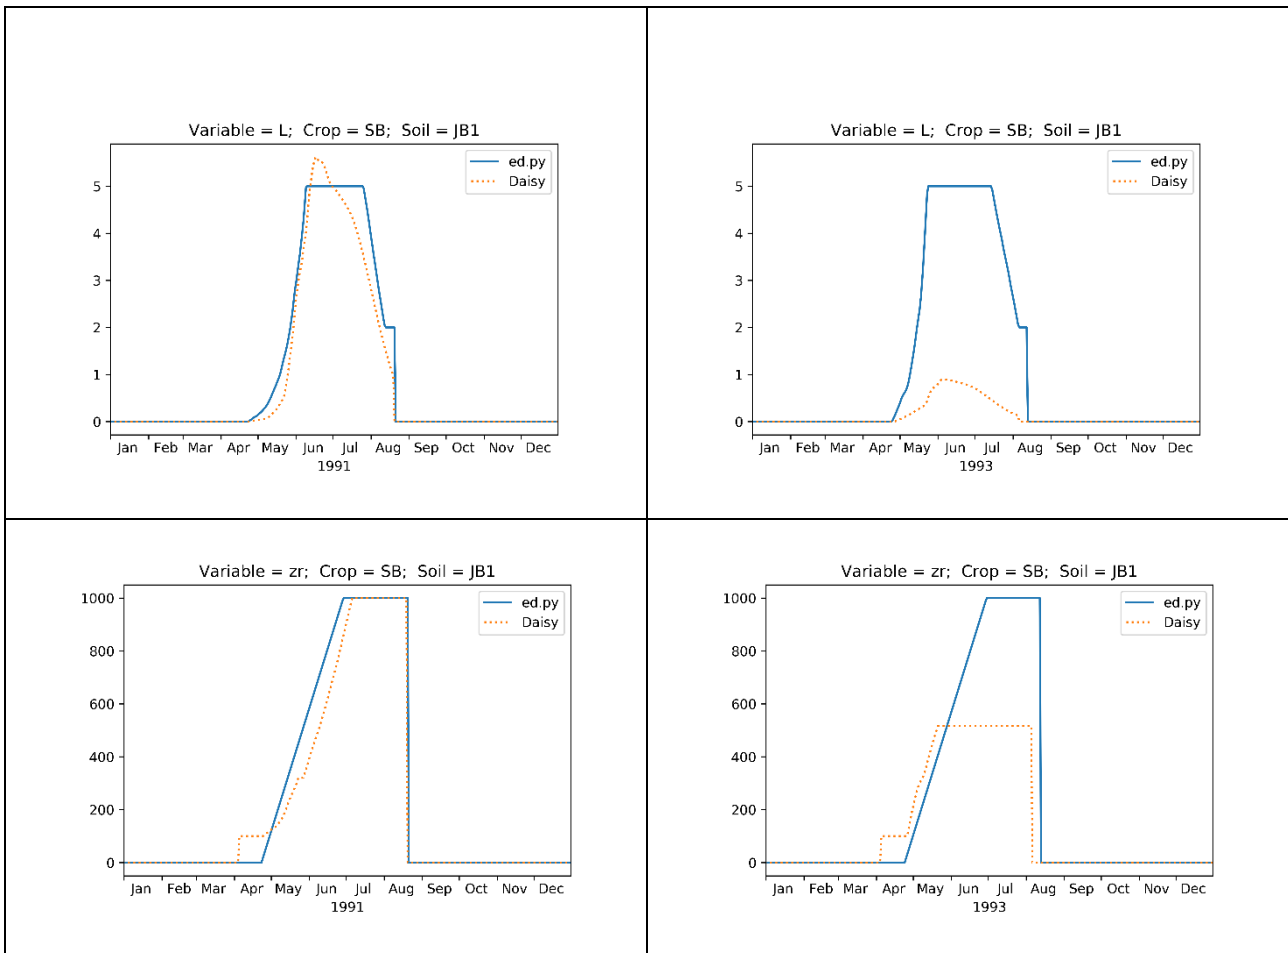 Variable = L;  Crop = SB;  Soil = JB1
ed.py
Daisy
5
4
3
2
1
0
Jan Feb Mar Apr May Jun Jul Aug Sep Oct Nov Dec
1991
Variable = L;  Crop = SB;  Soil = JB1
ed.py
Daisy
5
4
3
2
1
0
Jan Feb Mar Apr May Jun Jul Aug Sep Oct Nov Dec
1993
Variable = zr;  Crop = SB;  Soil = JB1
ed.py
Daisy
1000
800
600
400
200
0
Jan Feb Mar Apr May Jun Jul Aug Sep Oct Nov Dec
1991
Variable = zr;  Crop = SB;  Soil = JB1
ed.py
Daisy
1000
800
600
400
200
0
Jan Feb Mar Apr May Jun Jul Aug Sep Oct Nov Dec
1993